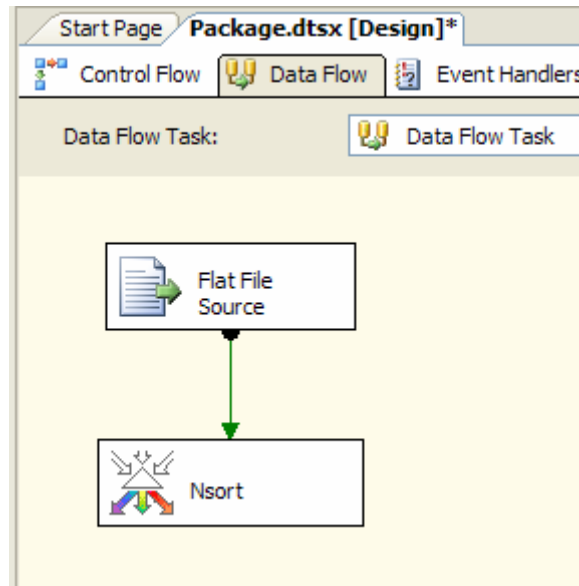 Start Page Package.dtsx [Design]*
Control Flow Data Flow Event Handlers
Data Flow Task: Data Flow Task
Flat File
Source
Nsort